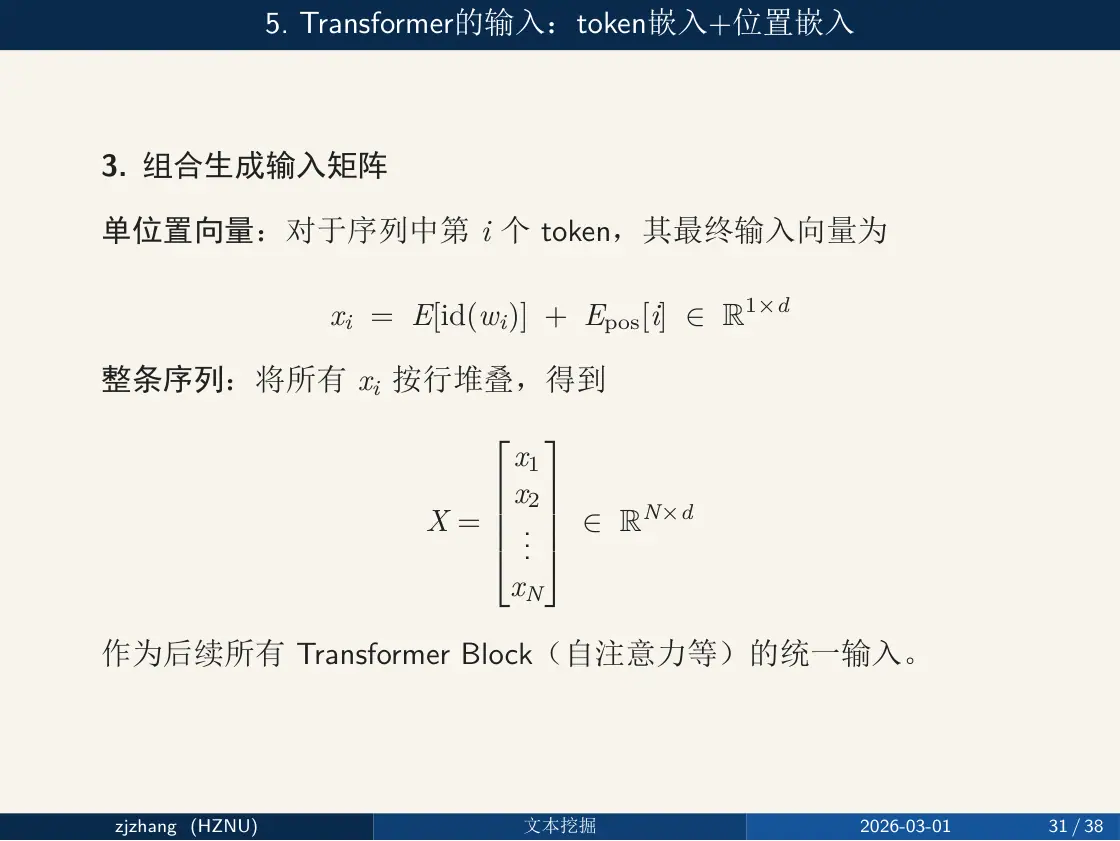 5. Transformer的输入：token嵌入+位置嵌入
3. 组合生成输入矩阵
单位置向量：对于序列中第 i 个 token，其最终输入向量为
x_i = E[id(w_i)] + E_pos[i] ∈ ℝ^{1×d}
整条序列：将所有 x_i 按行堆叠，得到
X = [x_1
x_2
⋮
x_N] ∈ ℝ^{N×d}
作为后续所有 Transformer Block（自注意力等）的统一输入。
zjzhang (HZNU) 文本挖掘 2026-03-01 31 / 38